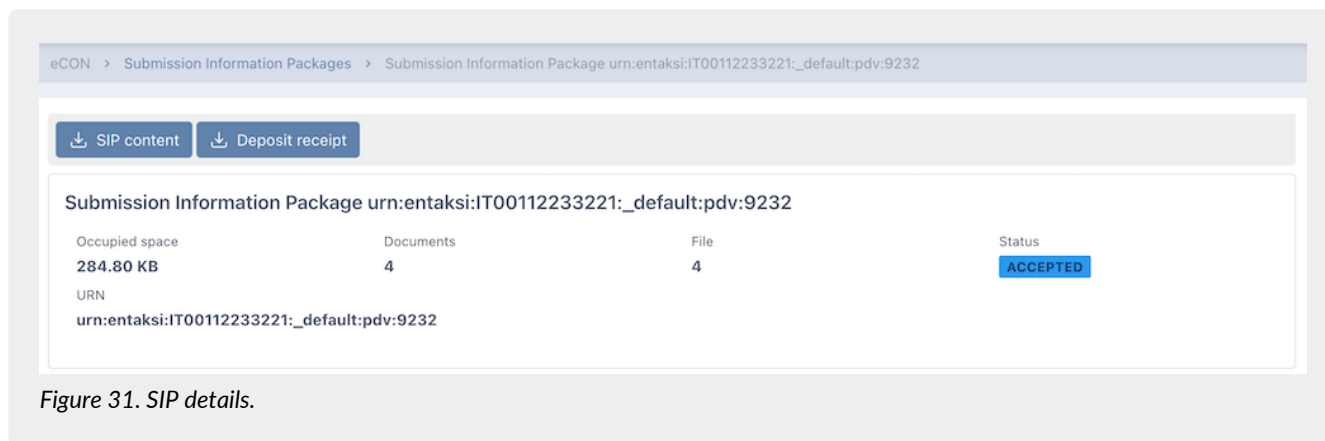 eCON > Submission Information Packages > Submission Information Package urn:entaksi:IT00112233221:_default:pdv:9232
SIP content Deposit receipt
Submission Information Package urn:entaksi:IT00112233221:_default:pdv:9232
Occupied space Documents File Status
284.80 KB 4 4 ACCEPTED
URN
urn:entaksi:IT00112233221:_default:pdv:9232
Figure 31. SIP details.